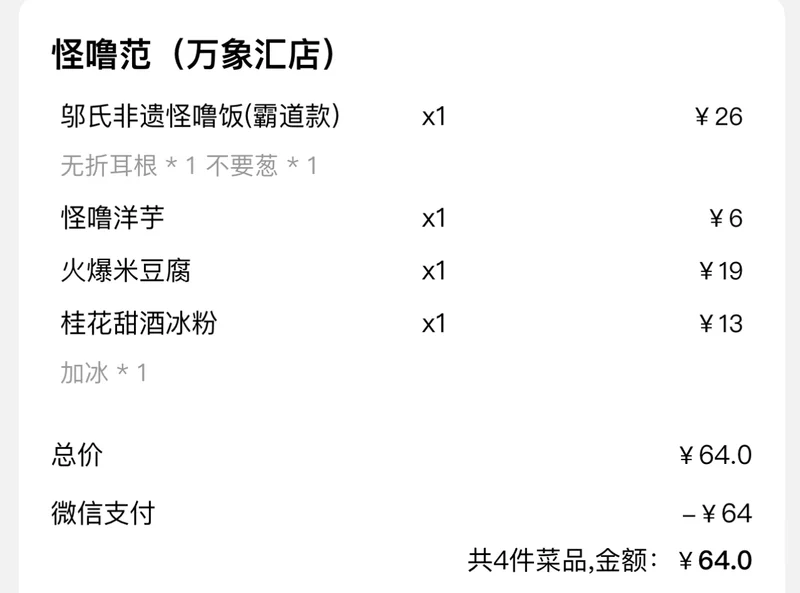 怪噜范（万象汇店）
邬氏非遗怪噜饭(霸道款) x1 ￥26
无折耳根 * 1 不要葱 * 1
怪噜洋芋 x1 ￥6
火爆米豆腐 x1 ￥19
桂花甜酒冰粉 x1 ￥13
加冰 * 1
总价 ￥64.0
微信支付 –￥64
共4件菜品,金额： ￥64.0